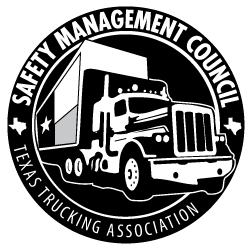 SAFETY MANAGEMENT COUNCIL
TEXAS TRUCKING ASSOCIATION